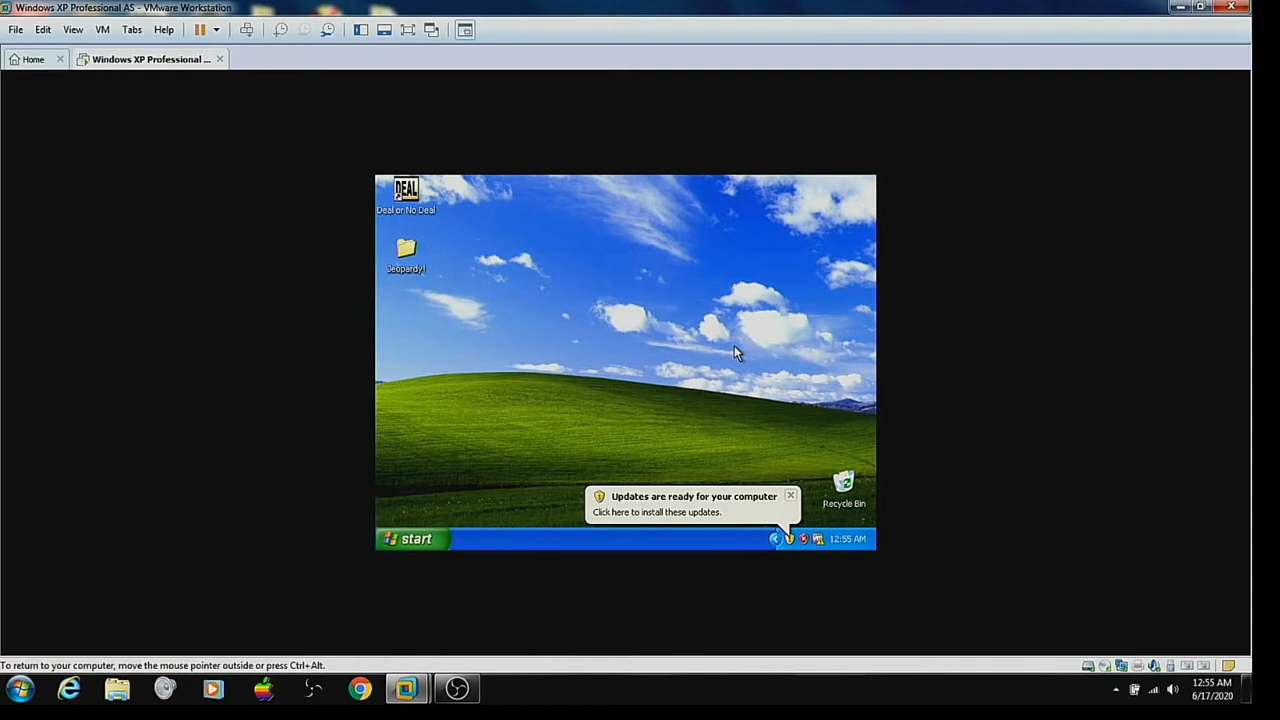 Windows XP Professional AS - VMware Workstation
File Edit View VM Tabs Help
Home Windows XP Professional ...
DEAL
Deal or No Deal
Jeopardy!
Updates are ready for your computer
Click here to install these updates.
Recycle Bin
start
12:55 AM
To return to your computer, move the mouse pointer outside or press Ctrl+Alt.
12:55 AM
6/17/2020